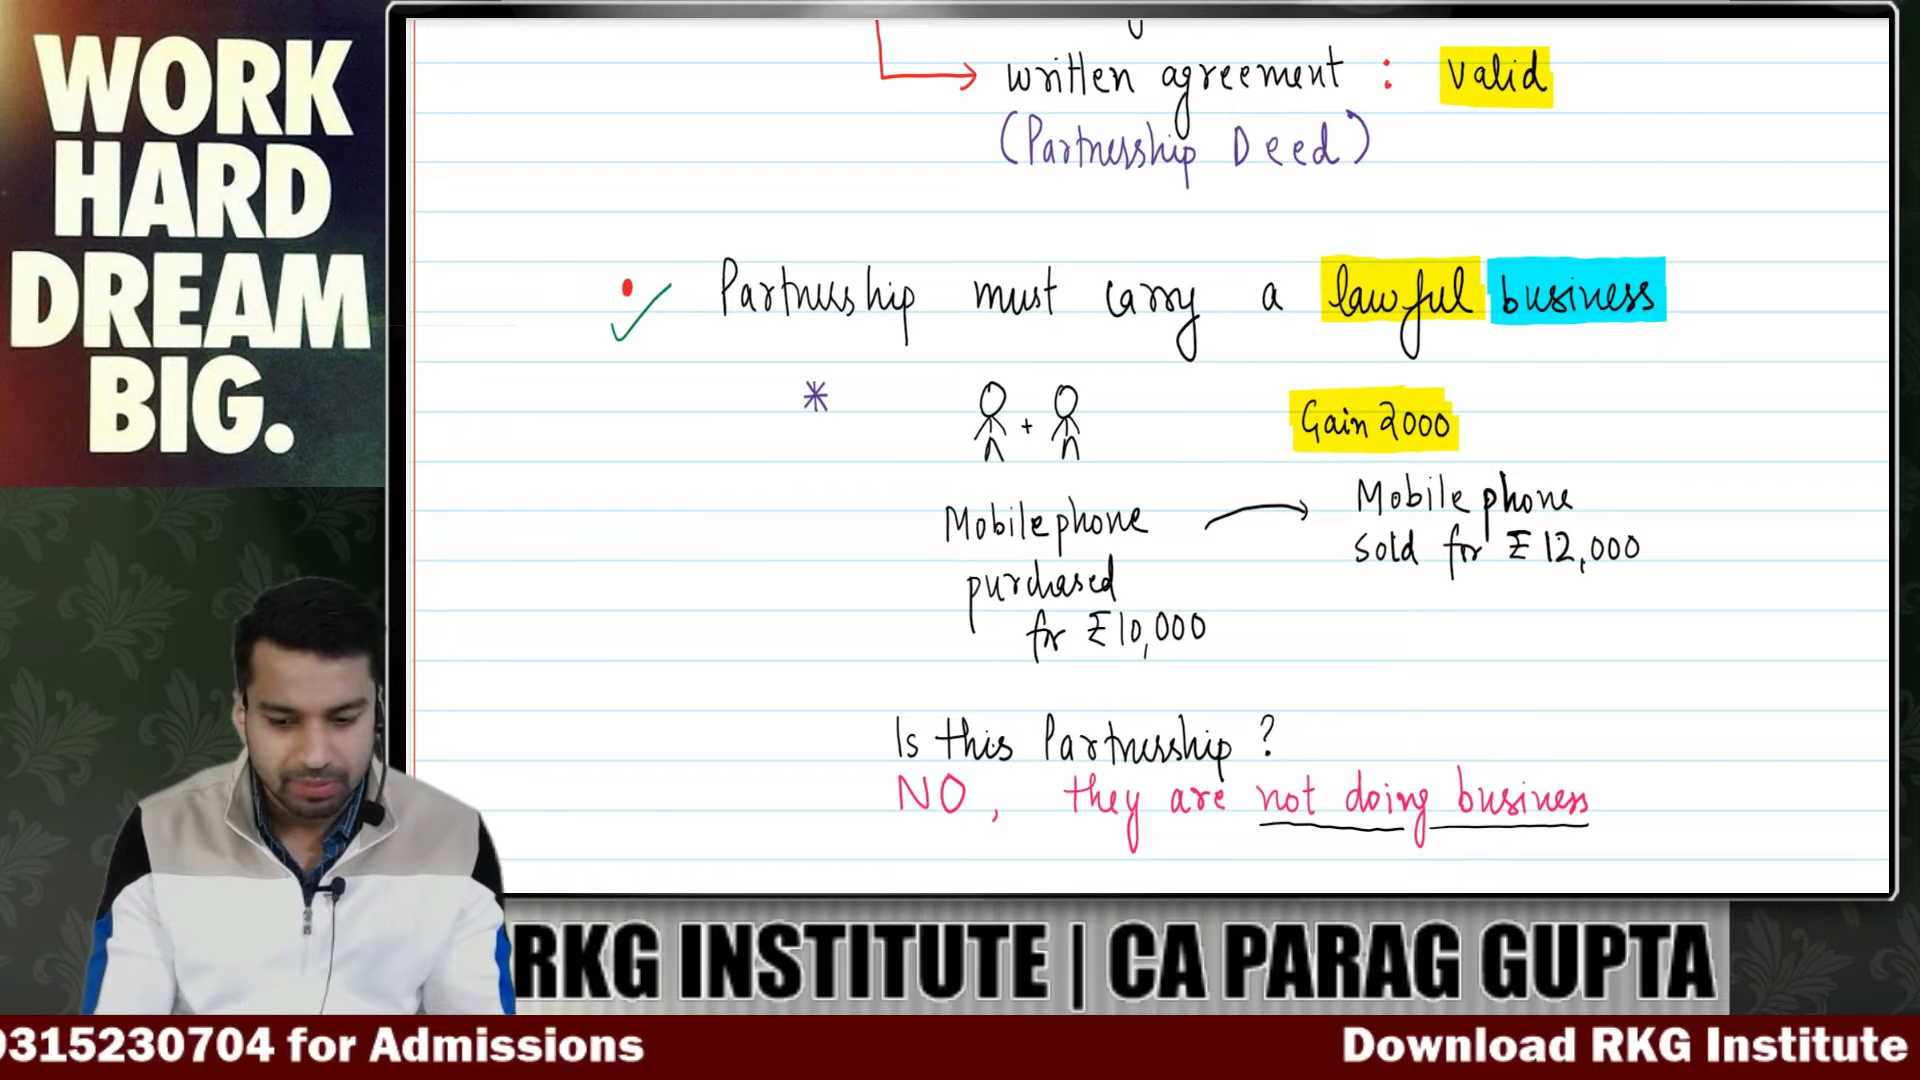 WORK
HARD
DREAM
BIG.
written agreement : valid
(Partnership Deed)
• Partnership must carry a lawful business
* + Gain 2000
Mobile phone
purchased
for ₹10,000
Mobile phone
sold for ₹12,000
Is this Partnership?
NO, they are not doing business
RKG INSTITUTE | CA PARAG GUPTA
9315230704 for Admissions
Download RKG Institute